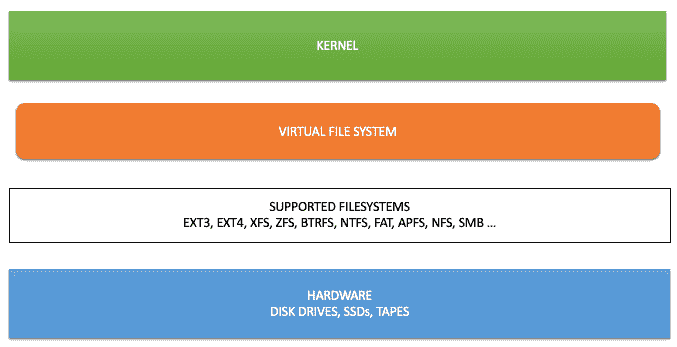 KERNEL
VIRTUAL FILE SYSTEM
SUPPORTED FILESYSTEMS
EXT3, EXT4, XFS, ZFS, BTRFS, NTFS, FAT, APFS, NFS, SMB ...
HARDWARE
DISK DRIVES, SSDs, TAPES